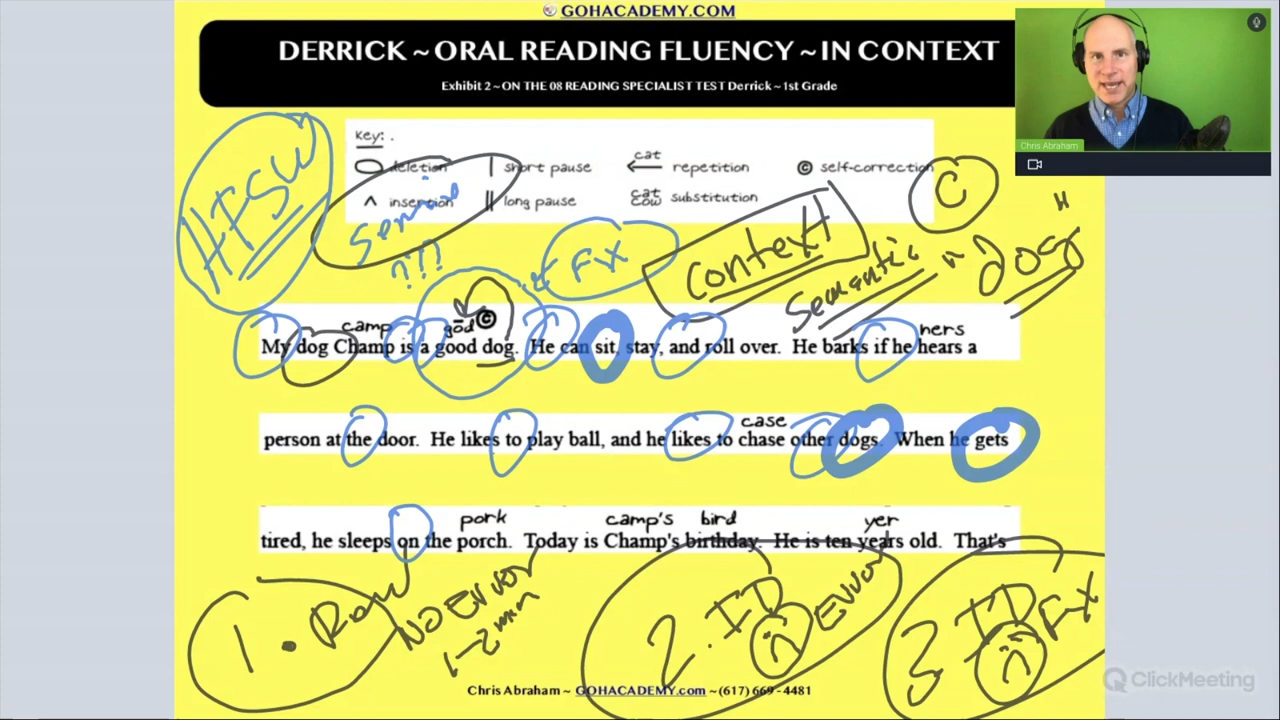 GOHACADEMY.COM
DERRICK ~ ORAL READING FLUENCY ~ IN CONTEXT
Exhibit 2 ~ ON THE 08 READING SPECIALIST TEST Derrick ~ 1st Grade
Chris Abraham
key: .
deletion | short pause cat repetition © self-correction
^ insertion || long pause cat cow substitution
HFSW
Semi
???
FX
Context
Semantic
C
" dog "
camp gōd © hers
My dog Champ is a good dog. He can sit, stay, and roll over. He barks if he hears a
case
person at the door. He likes to play ball, and he likes to chase other dogs. When he gets
pork camp's bird yer
tired, he sleeps on the porch. Today is Champ's birthday. He is ten years old. That's
1. Raw
No Error
1-2 min
2. ID
Error
3 ID
FX
Chris Abraham ~ GOHACADEMY.com ~ (617) 669 - 4481
ClickMeeting